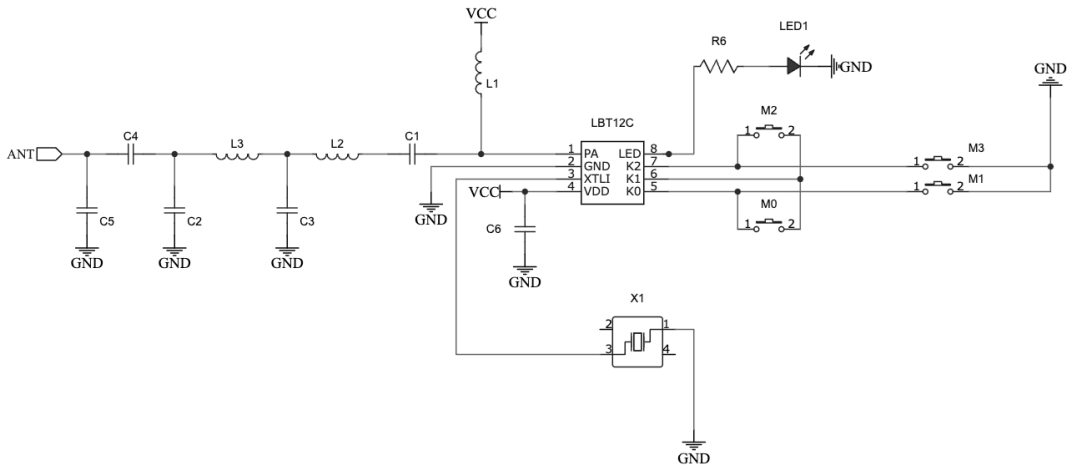 VCC
LED1
R6
GND
GND
L1
M2
LBT12C
1 2
C4
L3
L2
C1
M3
ANT
1 PA LED 8
2 GND K2 7
1 2
3 XTLI K1 6
M1
4 VDD K0 5
1 2
VCC
M0
C5
C2
C3
GND
C6
1 2
GND
GND
GND
GND
X1
2 1
3 4
GND